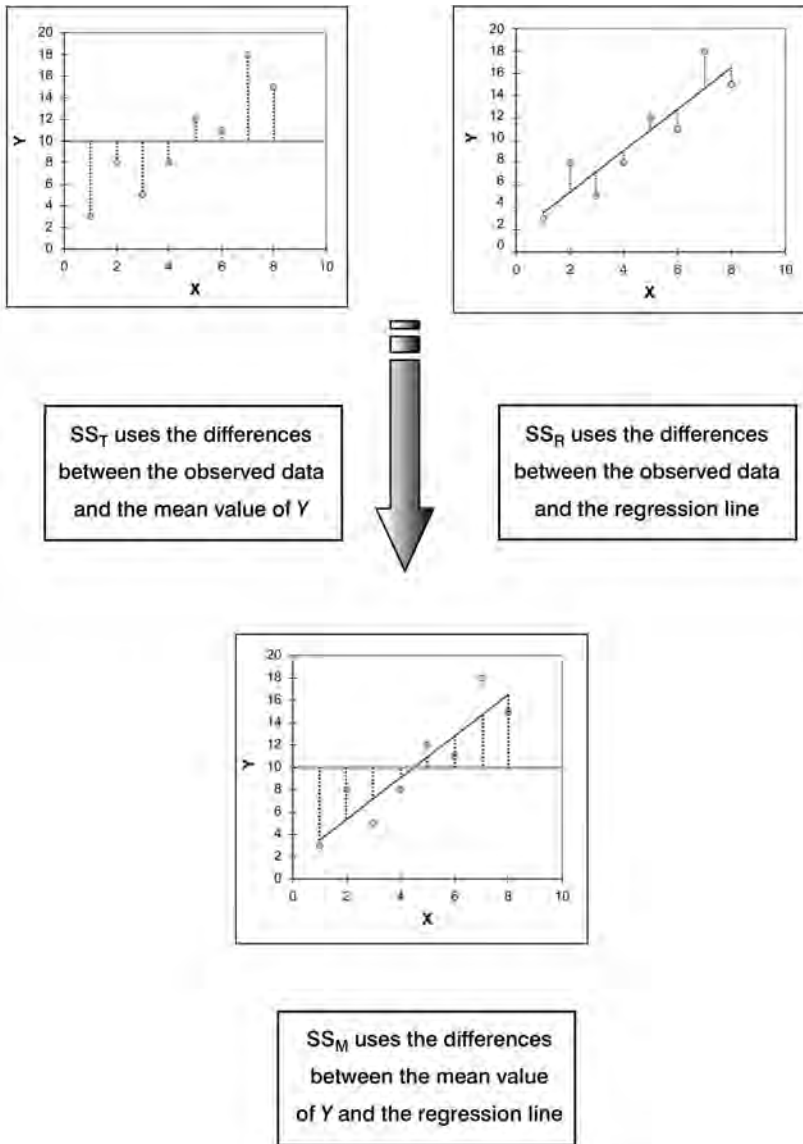 20
18
16
14
12
10
8
6
4
2
0
Y
0 2 4 6 8 10
X
20
18
16
14
12
10
8
6
4
2
0
Y
0 2 4 6 8 10
X
SS_T uses the differences
between the observed data
and the mean value of Y
SS_R uses the differences
between the observed data
and the regression line
20
18
16
14
12
10
8
6
4
2
0
Y
0 2 4 6 8 10
X
SS_M uses the differences
between the mean value
of Y and the regression line